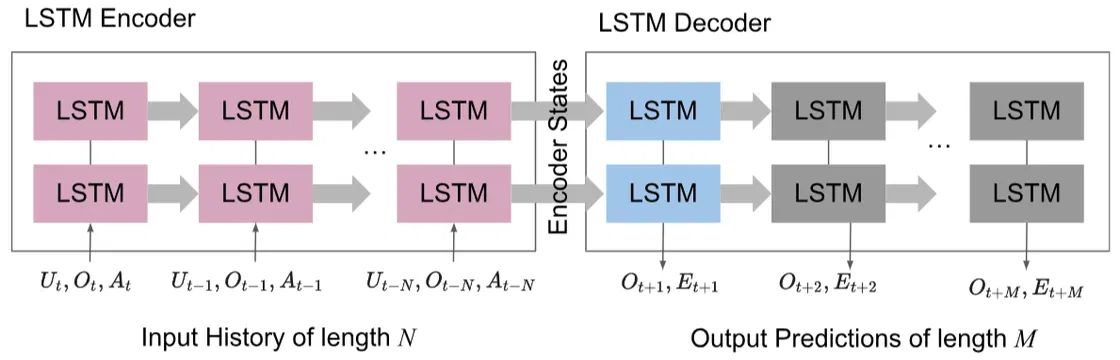 LSTM Encoder
LSTM Decoder
LSTM LSTM LSTM LSTM LSTM LSTM
... ...
LSTM LSTM LSTM LSTM LSTM LSTM
Encoder States
U_t, O_t, A_t U_{t-1}, O_{t-1}, A_{t-1} U_{t-N}, O_{t-N}, A_{t-N} O_{t+1}, E_{t+1} O_{t+2}, E_{t+2} O_{t+M}, E_{t+M}
Input History of length N
Output Predictions of length M